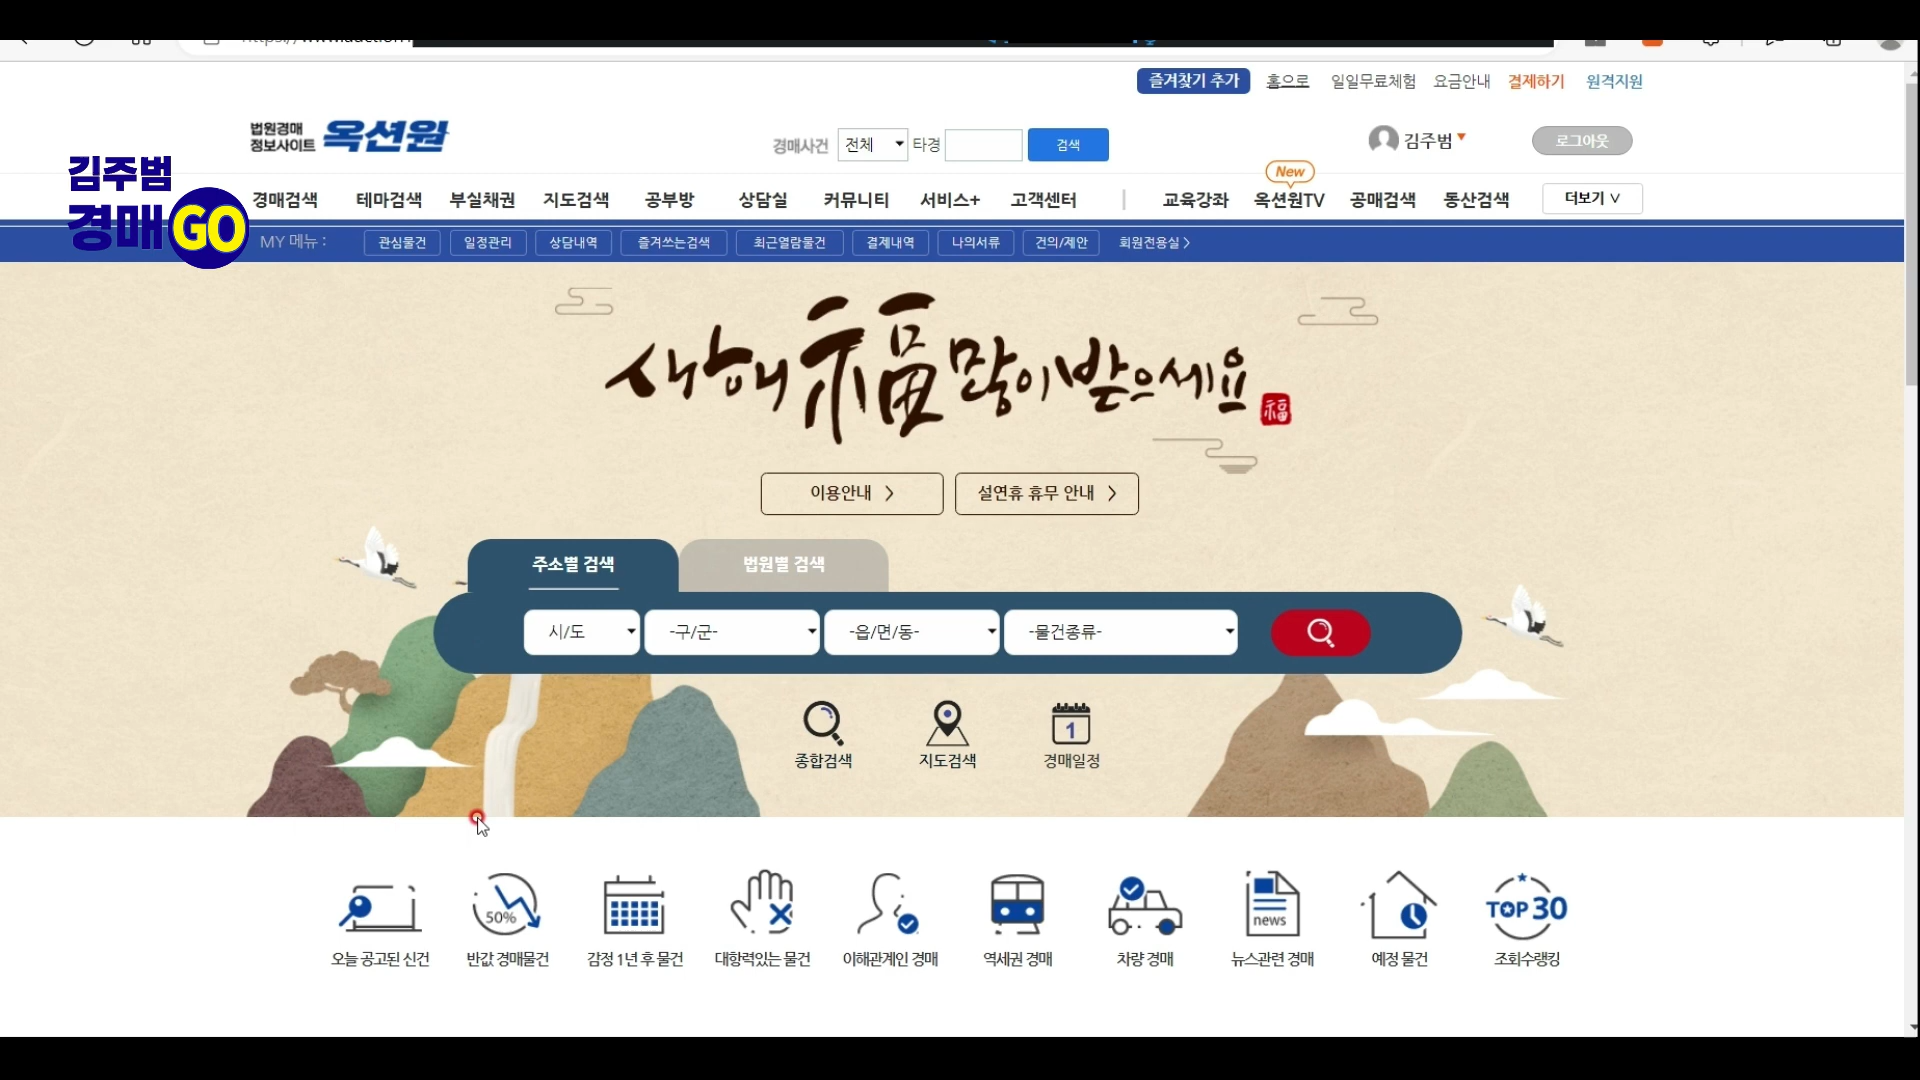 즐겨찾기 추가 홈으로 일일무료체험 요금안내 결제하기 원격지원
법원경매
정보사이트 옥션원
경매사건 전체 타경 검색 김주범 로그아웃
김주범
경매GO
New
경매검색 테마검색 부실채권 지도검색 공부방 상담실 커뮤니티 서비스+ 고객센터 | 교육강좌 옥션원TV 공매검색 동산검색 더보기 ∨
MY 메뉴 : 관심물건 일정관리 상담내역 즐겨쓰는검색 최근열람물건 결제내역 나의서류 건의/제안 회원전용실 >
새해 福 많이 받으세요 福
이용안내 > 설연휴 휴무 안내 >
주소별 검색 법원별 검색
시/도 -구/군- -읍/면/동- -물건종류-
1
종합검색 지도검색 경매일정
50% news TOP 30
오늘 공고된 신건 반값 경매물건 감정 1년 후 물건 대항력있는 물건 이해관계인 경매 역세권 경매 차량 경매 뉴스관련 경매 예정 물건 조회수랭킹